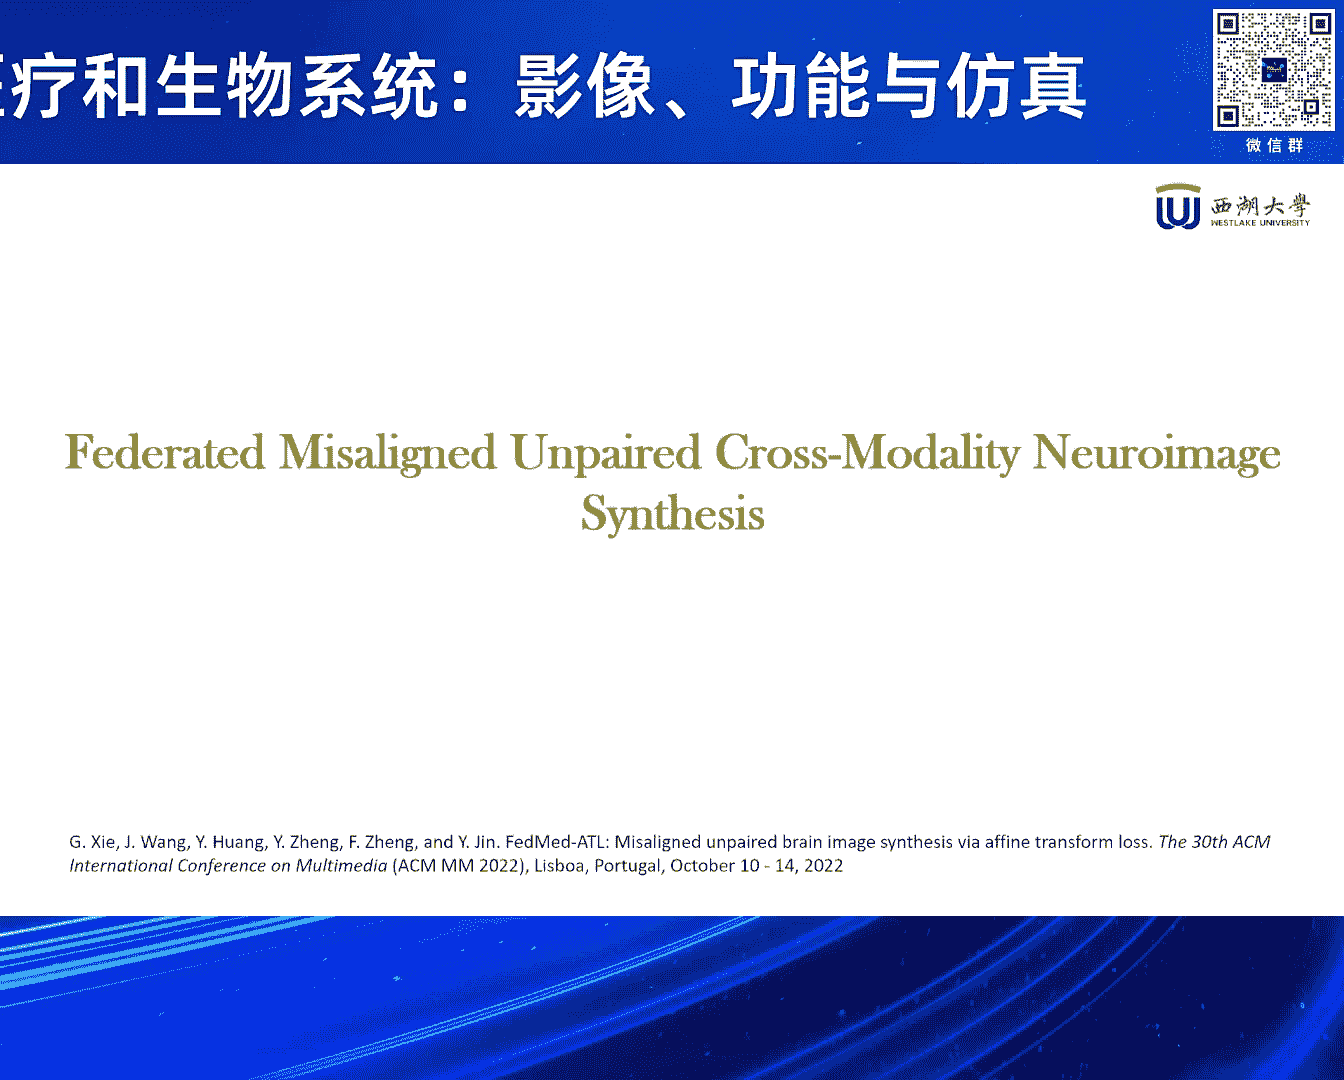 疗和生物系统：影像、功能与仿真
微信群
西湖大學
WESTLAKE UNIVERSITY
Federated Misaligned Unpaired Cross-Modality Neuroimage
Synthesis
G. Xie, J. Wang, Y. Huang, Y. Zheng, F. Zheng, and Y. Jin. FedMed-ATL: Misaligned unpaired brain image synthesis via affine transform loss. The 30th ACM
International Conference on Multimedia (ACM MM 2022), Lisboa, Portugal, October 10 - 14, 2022